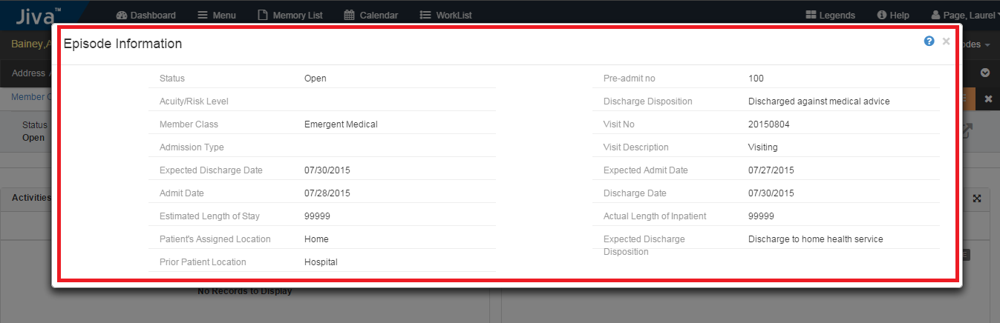 Jiva™ Dashboard Menu Memory List Calendar WorkList Legends Help Page, Laurel
Bainey,A
Episode Information
Address
Member
Status
Open
Activities
No Records to Display
Status Open Pre-admit no 100
Acuity/Risk Level Discharge Disposition Discharged against medical advice
Member Class Emergent Medical Visit No 20150804
Admission Type Visit Description Visiting
Expected Discharge Date 07/30/2015 Expected Admit Date 07/27/2015
Admit Date 07/28/2015 Discharge Date 07/30/2015
Estimated Length of Stay 99999 Actual Length of Inpatient 99999
Patient's Assigned Location Home Expected Discharge Discharge to home health service
Disposition
Prior Patient Location Hospital